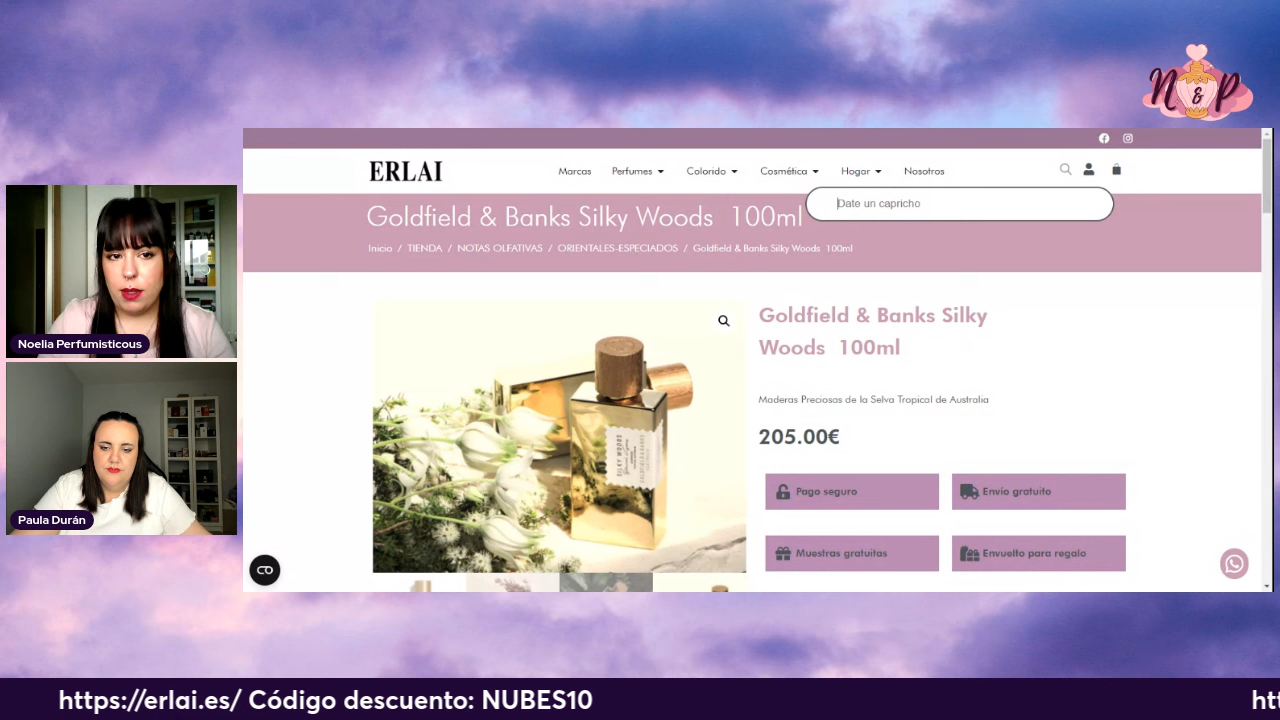 N & P
ERLAI
Marcas Perfumes Colorido Cosmética Hogar Nosotros
Date un capricho
Goldfield & Banks Silky Woods 100ml
Inicio / TIENDA / NOTAS OLFATIVAS / ORIENTALES-ESPECIADOS / Goldfield & Banks Silky Woods 100ml
Goldfield & Banks Silky
Woods 100ml
Maderas Preciosas de la Selva Tropical de Australia
205.00€
Pago seguro
Envío gratuito
Muestras gratuitas
Envuelto para regalo
SILKY WOODS
Noelia Perfumisticous
Paula Durán
https://erlai.es/ Código descuento: NUBES10
htt